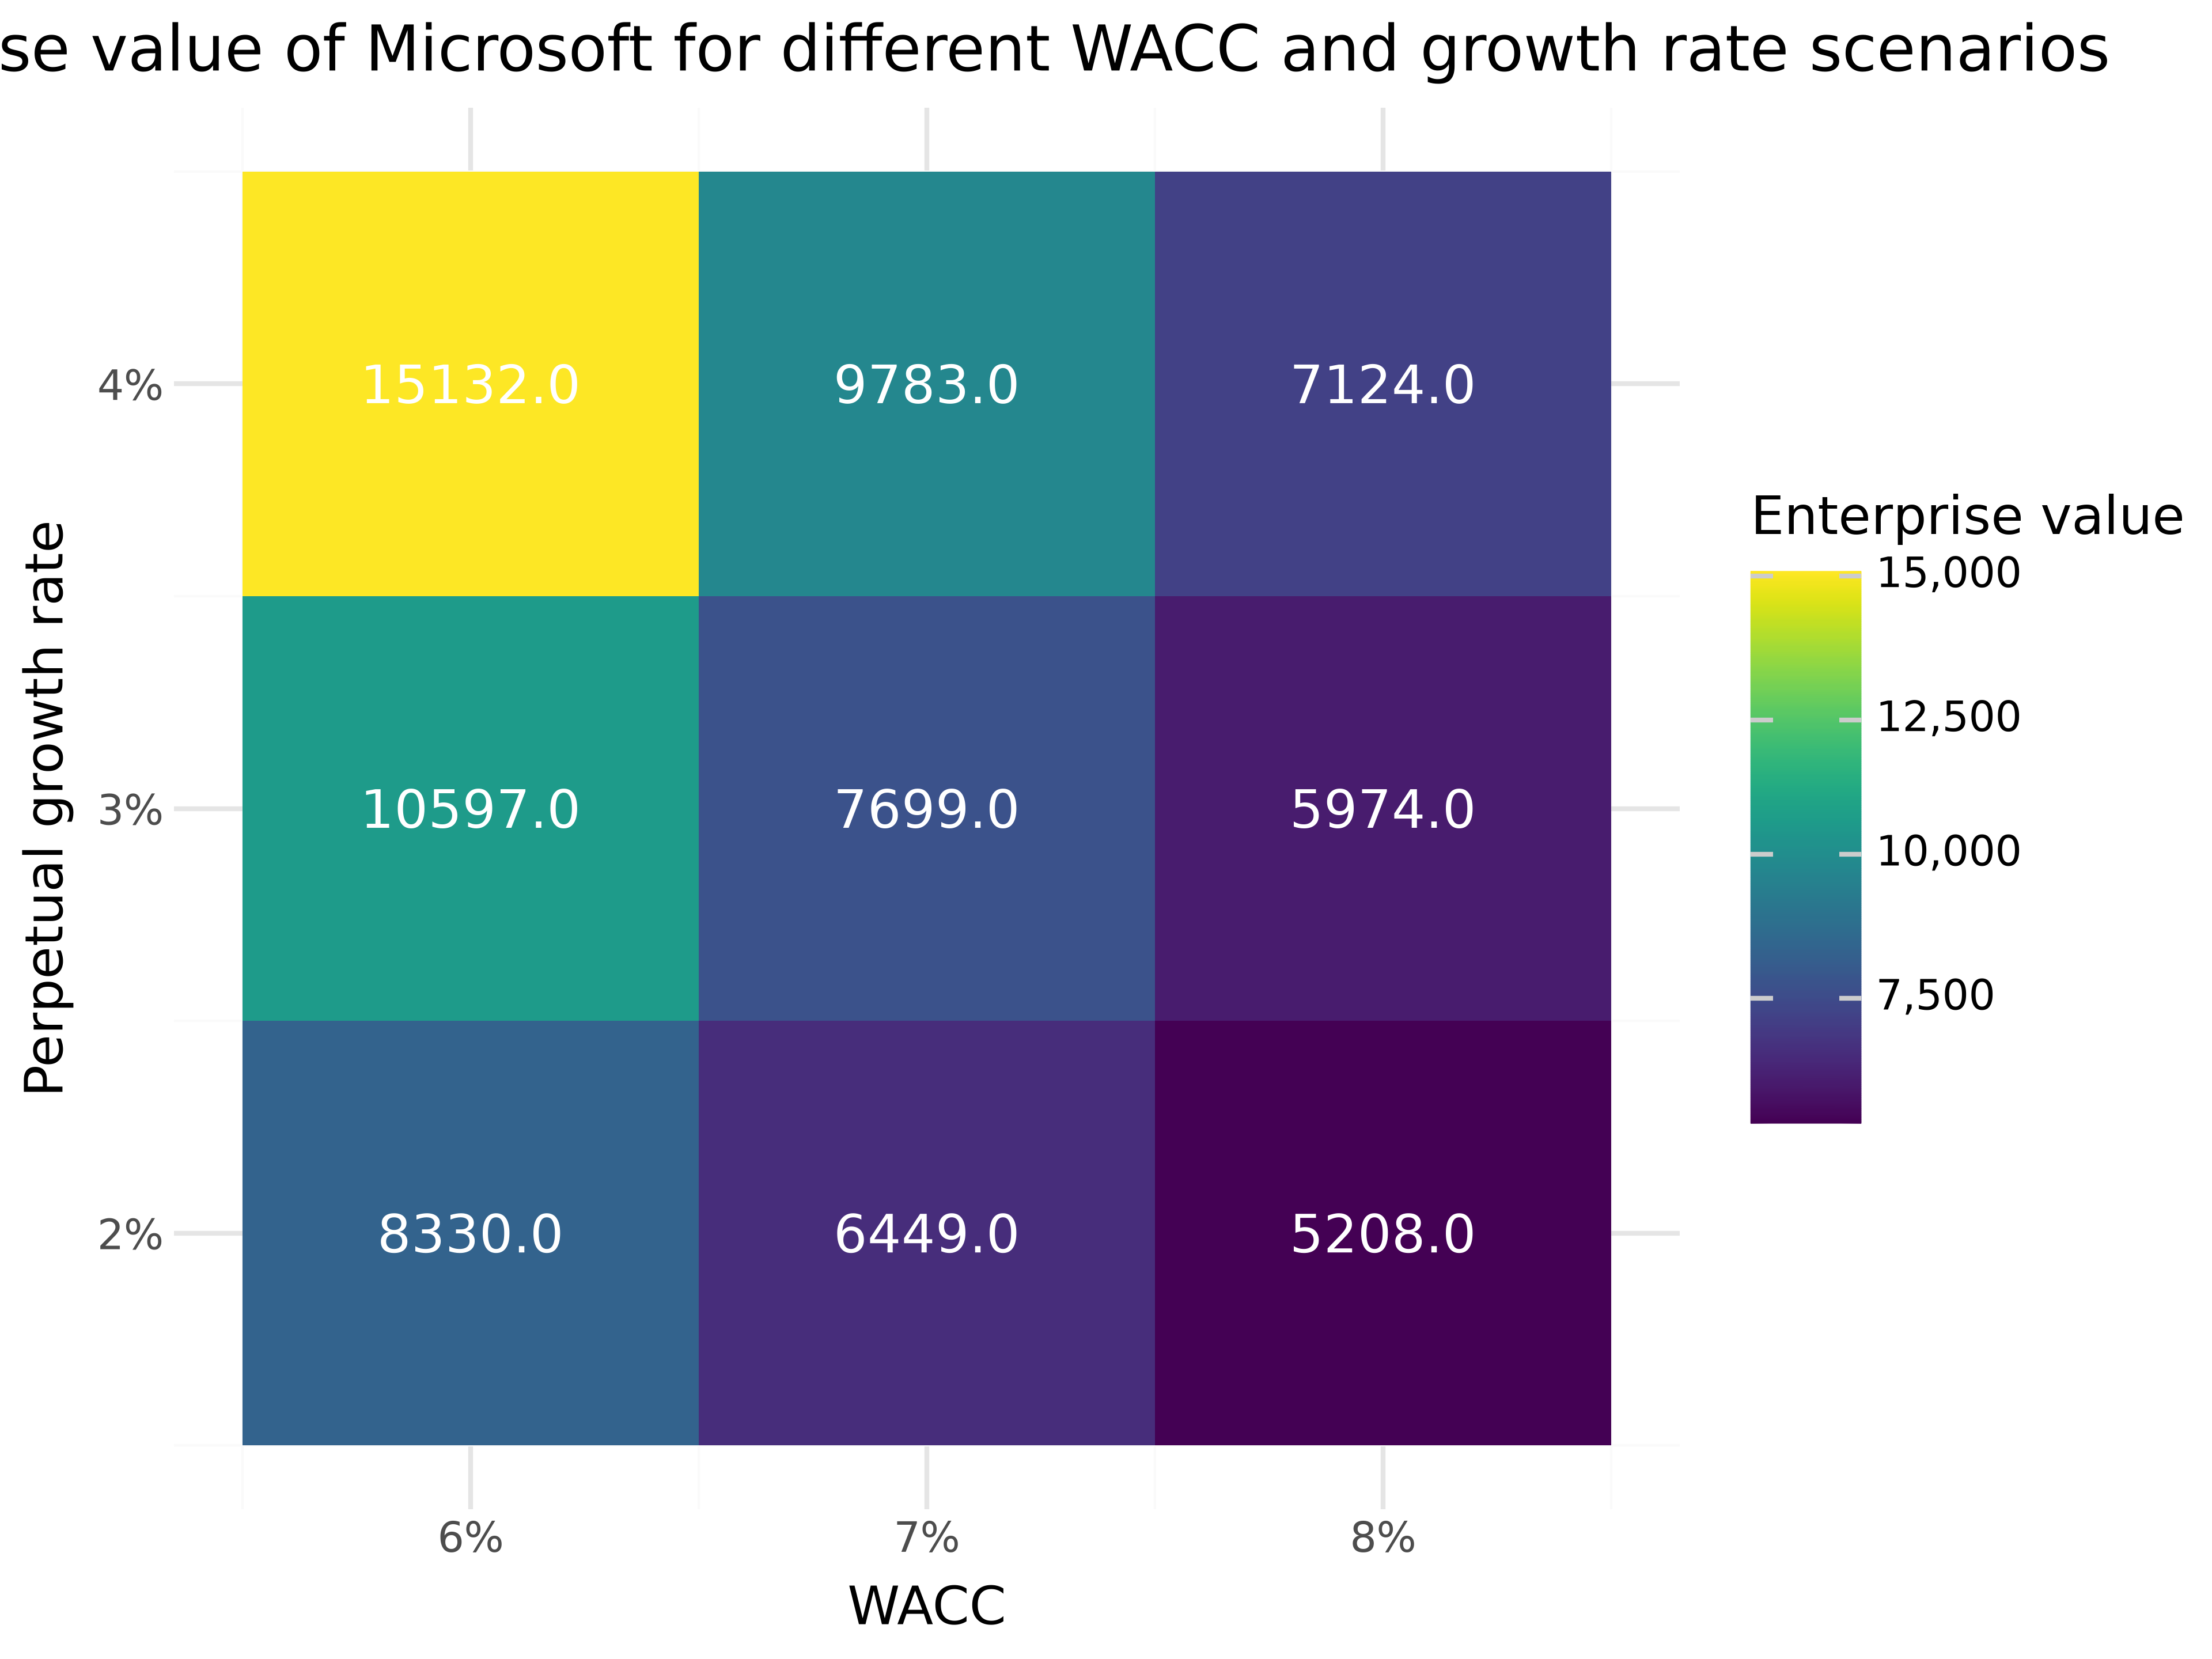 se value of Microsoft for different WACC and growth rate scenarios
Perpetual growth rate
4%
15132.0 9783.0 7124.0
3%
10597.0 7699.0 5974.0
2%
8330.0 6449.0 5208.0
6% 7% 8%
WACC
Enterprise value
15,000
12,500
10,000
7,500